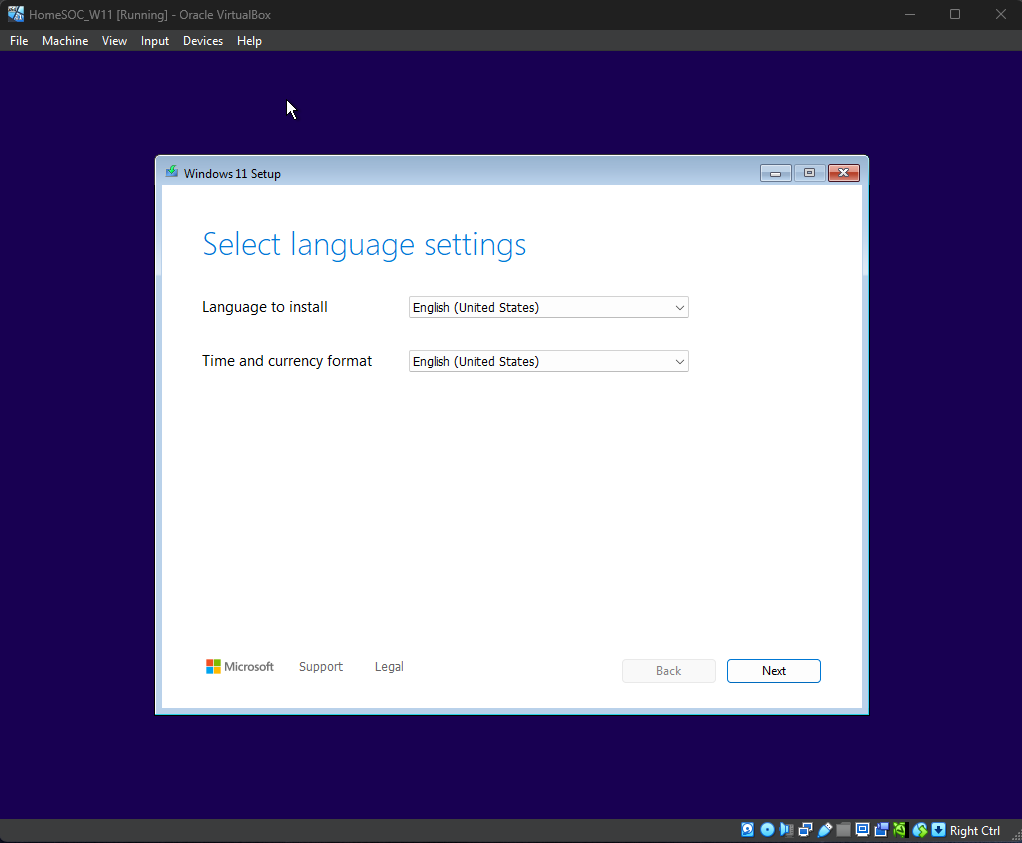 HomeSOC_W11 [Running] - Oracle VirtualBox
File Machine View Input Devices Help
Windows 11 Setup
Select language settings
Language to install English (United States)
Time and currency format English (United States)
Microsoft Support Legal Back Next
Right Ctrl